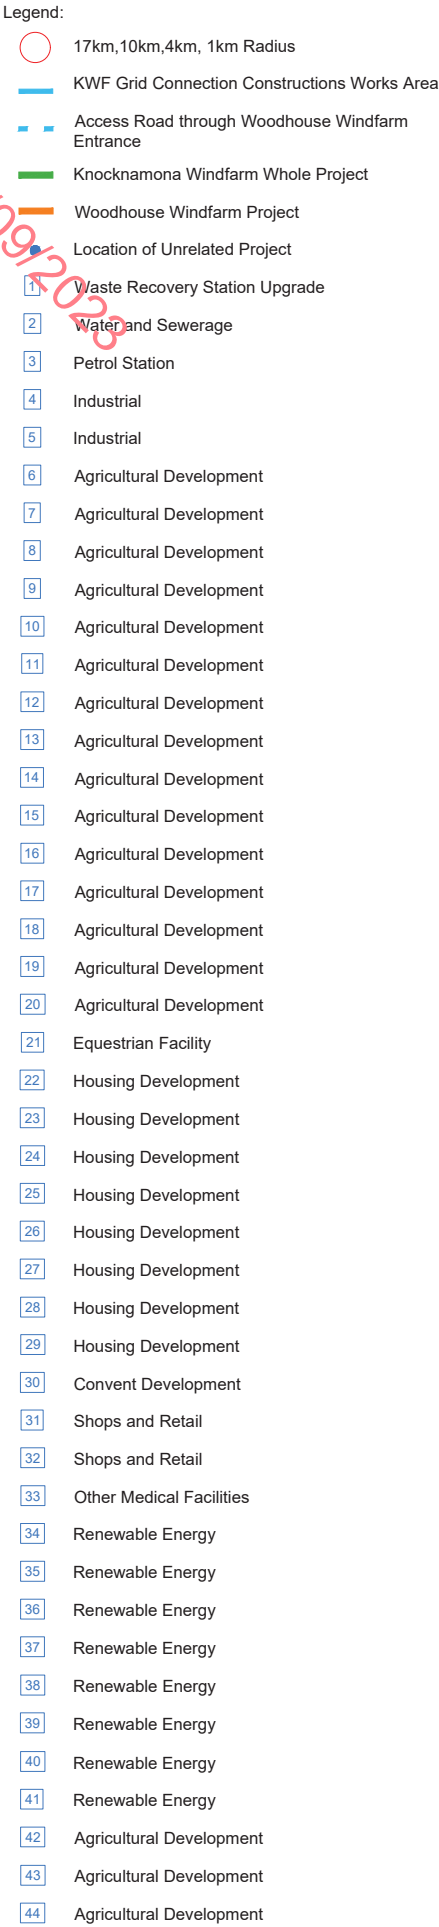 Legend:
17km,10km,4km, 1km Radius
KWF Grid Connection Constructions Works Area
Access Road through Woodhouse Windfarm
Entrance
Knocknamona Windfarm Whole Project
Woodhouse Windfarm Project
Location of Unrelated Project
09/2023
1 Waste Recovery Station Upgrade
2 Water and Sewerage
3 Petrol Station
4 Industrial
5 Industrial
6 Agricultural Development
7 Agricultural Development
8 Agricultural Development
9 Agricultural Development
10 Agricultural Development
11 Agricultural Development
12 Agricultural Development
13 Agricultural Development
14 Agricultural Development
15 Agricultural Development
16 Agricultural Development
17 Agricultural Development
18 Agricultural Development
19 Agricultural Development
20 Agricultural Development
21 Equestrian Facility
22 Housing Development
23 Housing Development
24 Housing Development
25 Housing Development
26 Housing Development
27 Housing Development
28 Housing Development
29 Housing Development
30 Convent Development
31 Shops and Retail
32 Shops and Retail
33 Other Medical Facilities
34 Renewable Energy
35 Renewable Energy
36 Renewable Energy
37 Renewable Energy
38 Renewable Energy
39 Renewable Energy
40 Renewable Energy
41 Renewable Energy
42 Agricultural Development
43 Agricultural Development
44 Agricultural Development